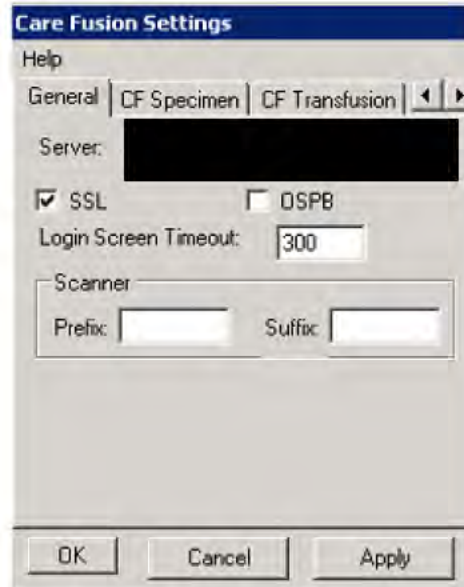 Care Fusion Settings
Help
General CF Specimen CF Transfusion
Server:
SSL OSPB
Login Screen Timeout: 300
Scanner
Prefix: Suffix:
OK Cancel Apply